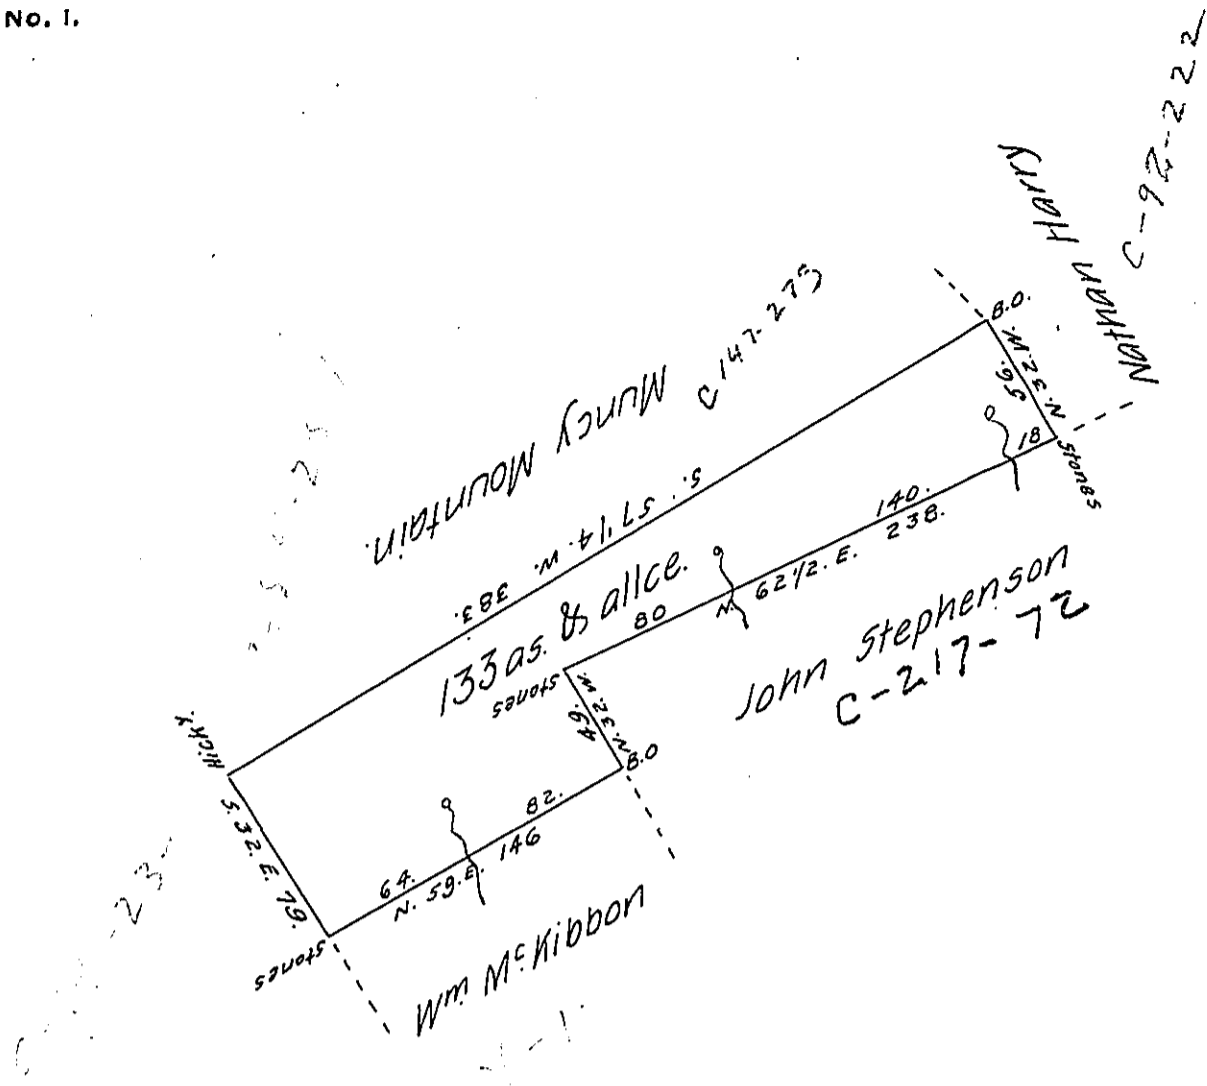 No. 1.
C-92-222
Nathan Harry
C 147-275
Muncy Mountain.
B.O.
N. 32. W.
56.
18
Stones
S. 57 1/4. W. 383.
140.
N. 62 1/2. E. 238.
133 as. & allce.
80
Stones
John Stephenson
C-217-72
N. 32. W.
49.
B.O
Hick'y.
S. 32. E. 79.
82.
64.
N. 59. E. 146
Stones
Wm McKibbon